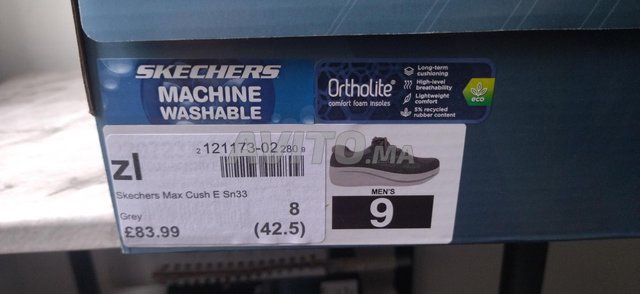 SKECHERS
MACHINE
WASHABLE
Ortholite®
comfort foam insoles
Long-term
cushioning
High-level
breathability
Lightweight
comfort
5% recycled
rubber content
eco
AVITO.MA
zl
2 121173-02 280 9
Skechers Max Cush E Sn33
Grey
8
£83.99
(42.5)
MEN'S
9